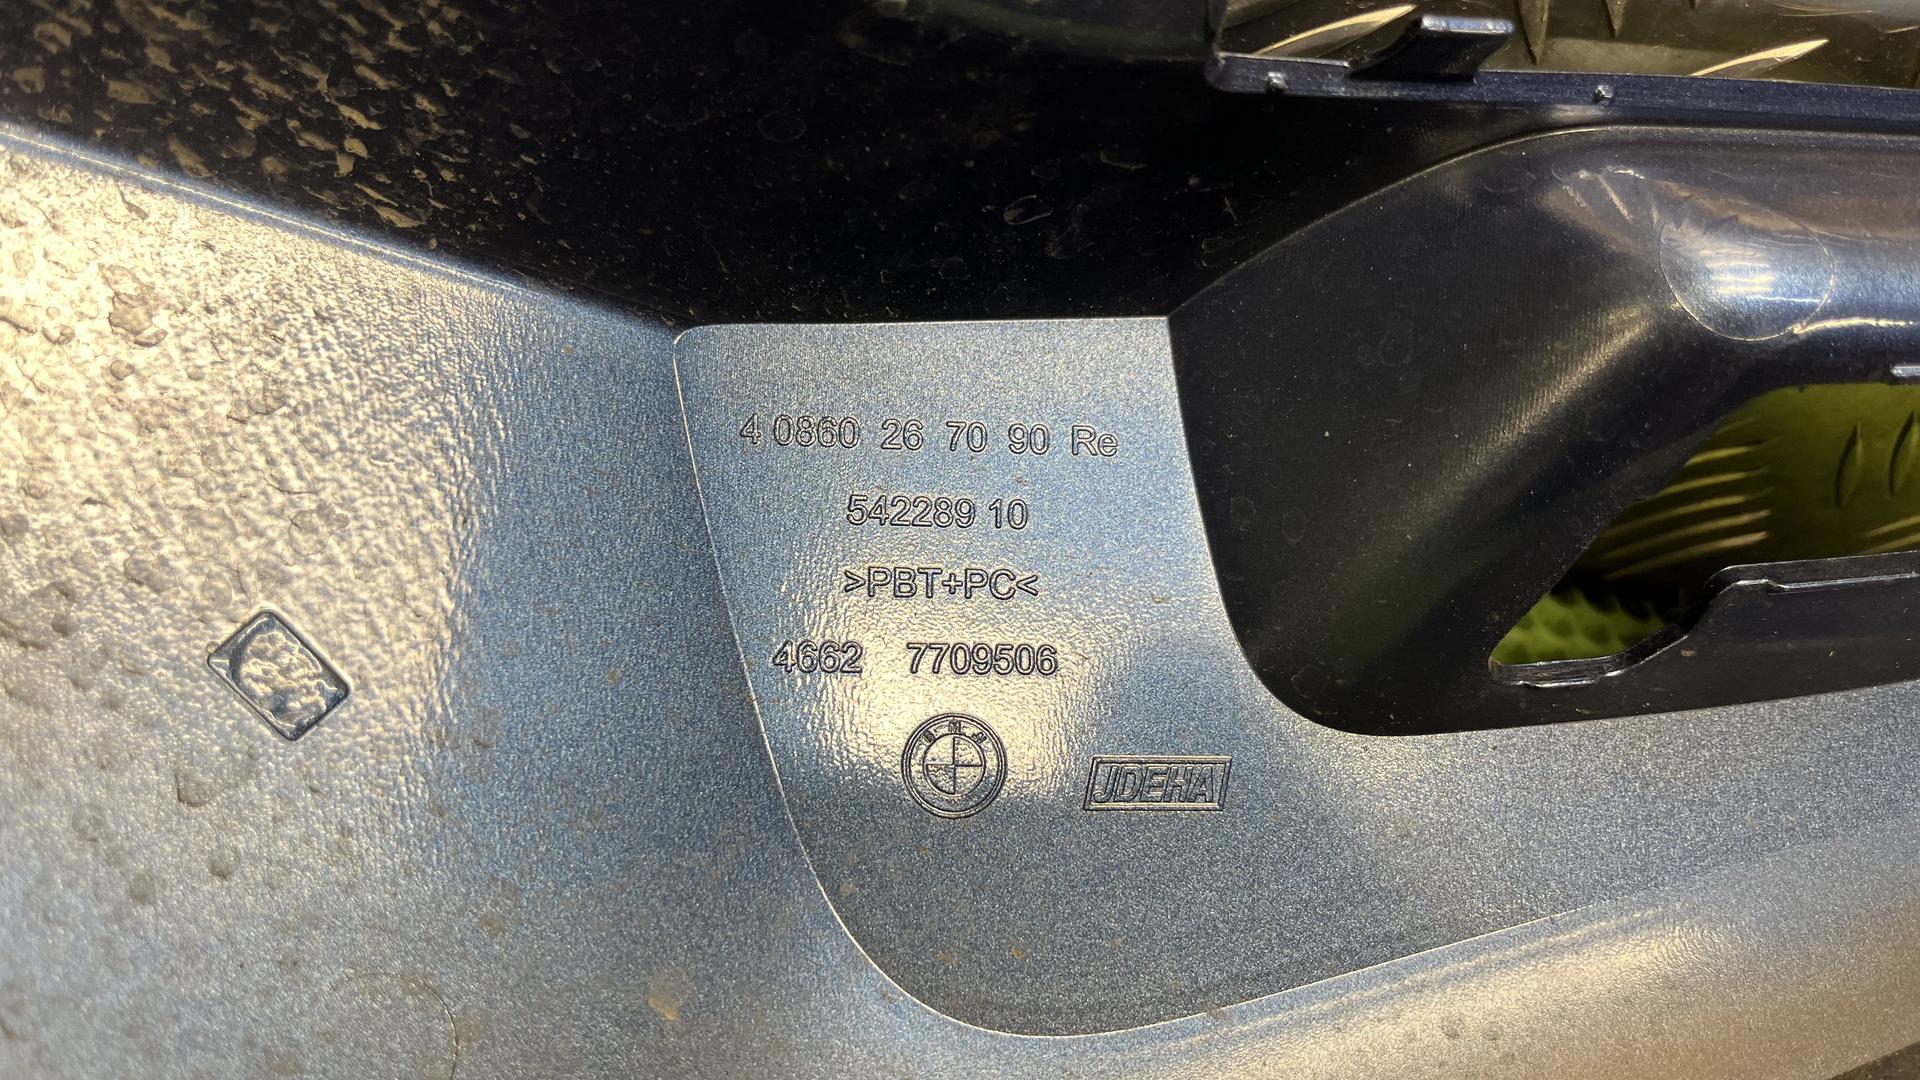 4 0860 26 70 90 Re
542289 10
>PBT+PC<
4662 7709506
BMW
JDEHA